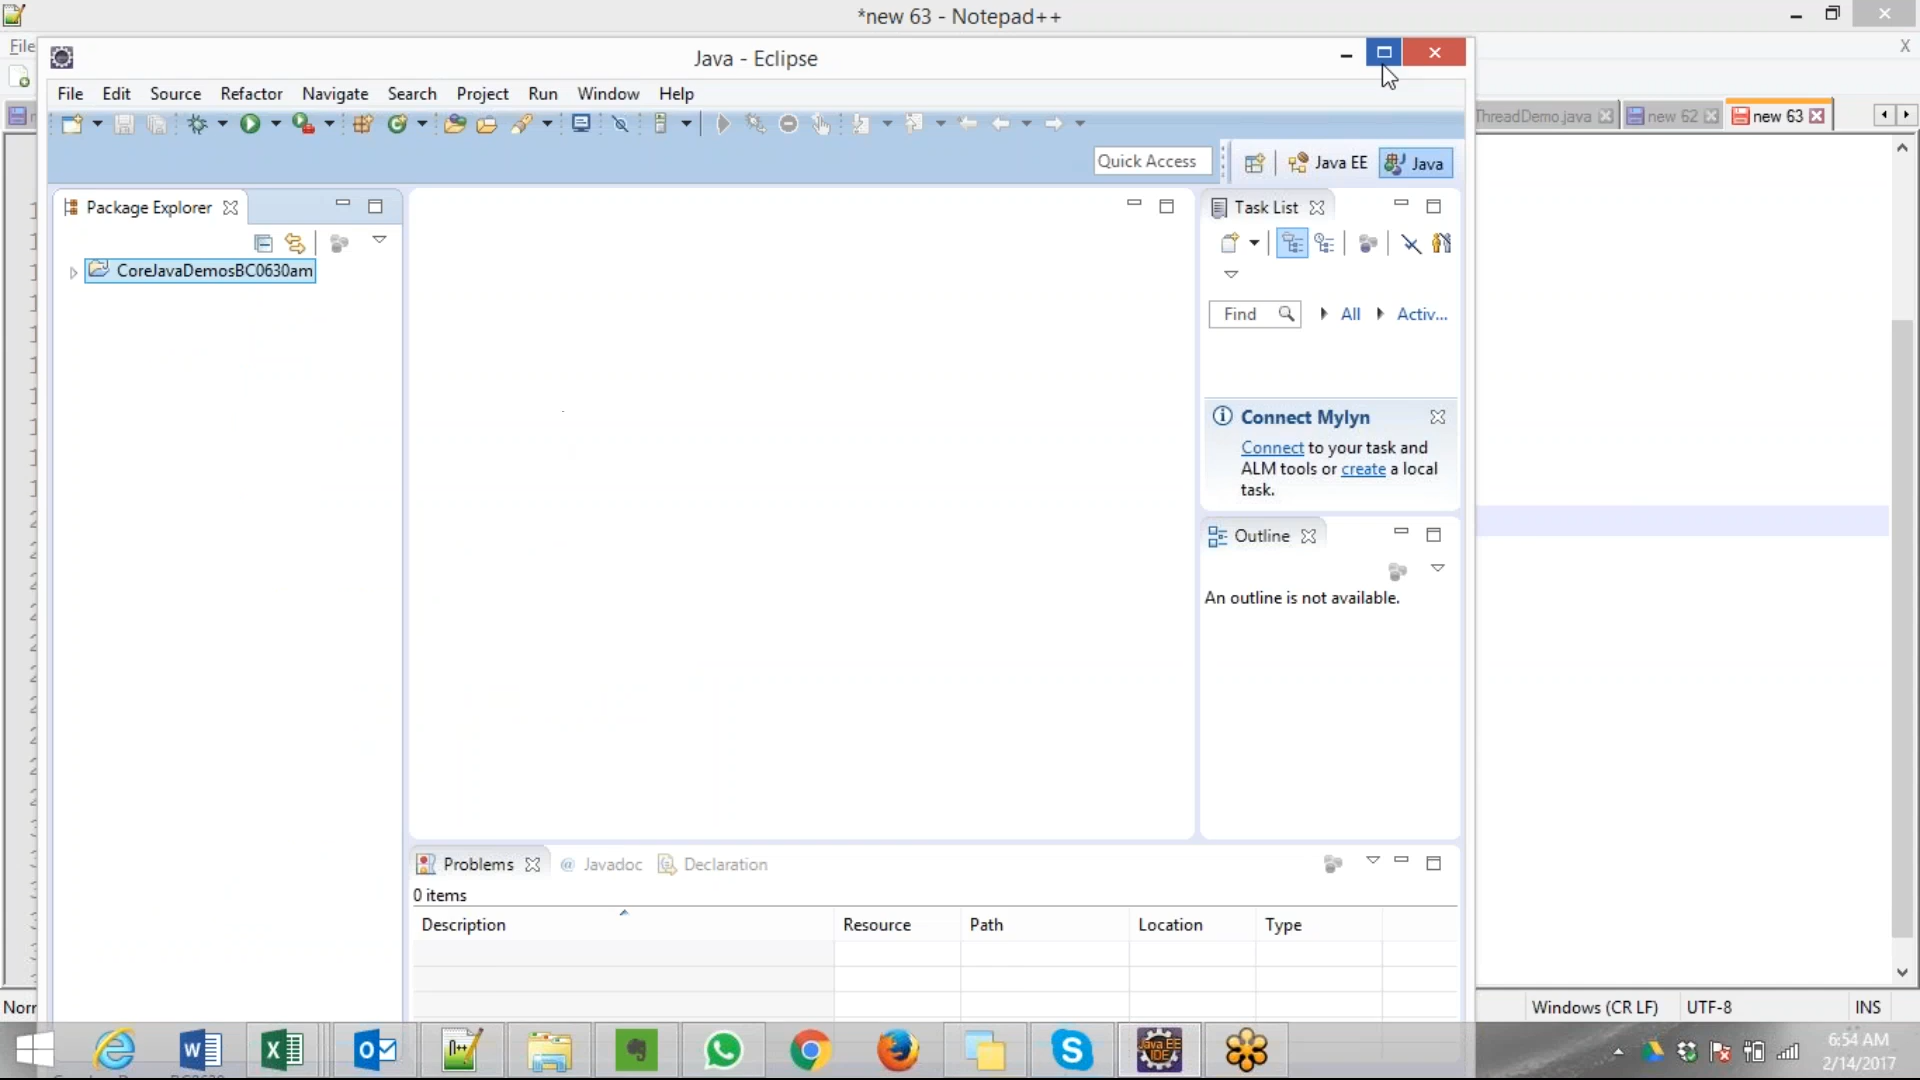 *new 63 - Notepad++
File
X
Java - Eclipse
File Edit Source Refactor Navigate Search Project Run Window Help
ThreadDemo.java new 62 new 63
Quick Access Java EE Java
Package Explorer
CoreJavaDemosBC0630am
Task List
Find All Activ...
Connect Mylyn
Connect to your task and
ALM tools or create a local
task.
Outline
An outline is not available.
Problems @ Javadoc Declaration
0 items
Description Resource Path Location Type
Windows (CR LF) UTF-8 INS
Java EE
IDE
6:54 AM
2/14/2017